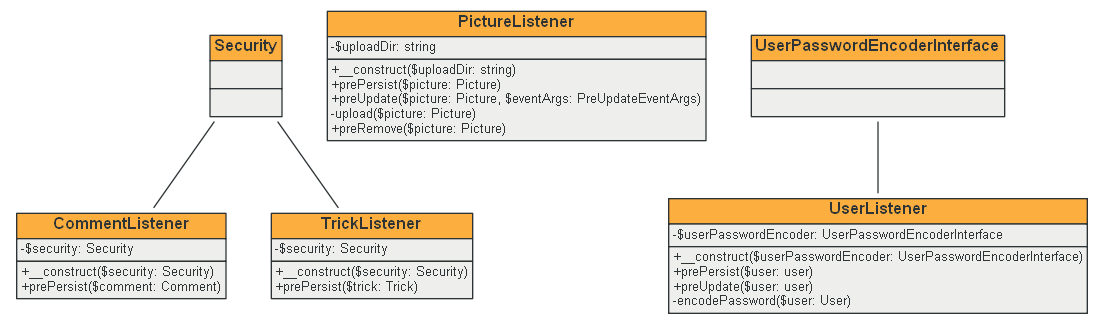 Security
PictureListener
-$uploadDir: string
+__construct($uploadDir: string)
+prePersist($picture: Picture)
+preUpdate($picture: Picture, $eventArgs: PreUpdateEventArgs)
-upload($picture: Picture)
+preRemove($picture: Picture)
UserPasswordEncoderInterface
CommentListener
-$security: Security
+__construct($security: Security)
+prePersist($comment: Comment)
TrickListener
-$security: Security
+__construct($security: Security)
+prePersist($trick: Trick)
UserListener
-$userPasswordEncoder: UserPasswordEncoderInterface
+__construct($userPasswordEncoder: UserPasswordEncoderInterface)
+prePersist($user: user)
+preUpdate($user: user)
-encodePassword($user: User)